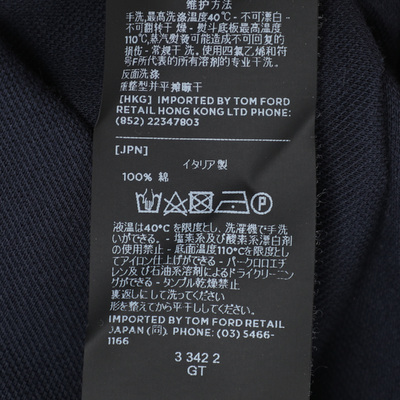 维护方法
手洗,最高洗涤温度40℃ - 不可漂白 -
不可翻转干燥 - 熨斗底板最高温度
110℃,蒸汽熨烫可能造成不可回复的
损伤 - 常规干洗。使用四氯乙烯和符
号F所代表的所有溶剂的专业干洗。
反面洗涤
重整型并平摊晾干
[HKG] IMPORTED BY TOM FORD
RETAIL HONG KONG LTD PHONE:
(852) 22347803
[JPN]
イタリア製
100% 綿
P
液温は40℃を限度とし、洗濯機で手洗
いができる。- 塩素系及び酸素系漂白剤
の使用禁止 - 底面温度110℃を限度とし
てアイロン仕上げができる - パークロロエチ
レン及び石油系溶剤によるドライクリーニン
グができる - タンブル乾燥禁止
裏返しにして洗ってください
形を整えてから平干ししてください
IMPORTED BY TOM FORD RETAIL
JAPAN (同). PHONE: (03) 5466-
1166
3 342 2
GT